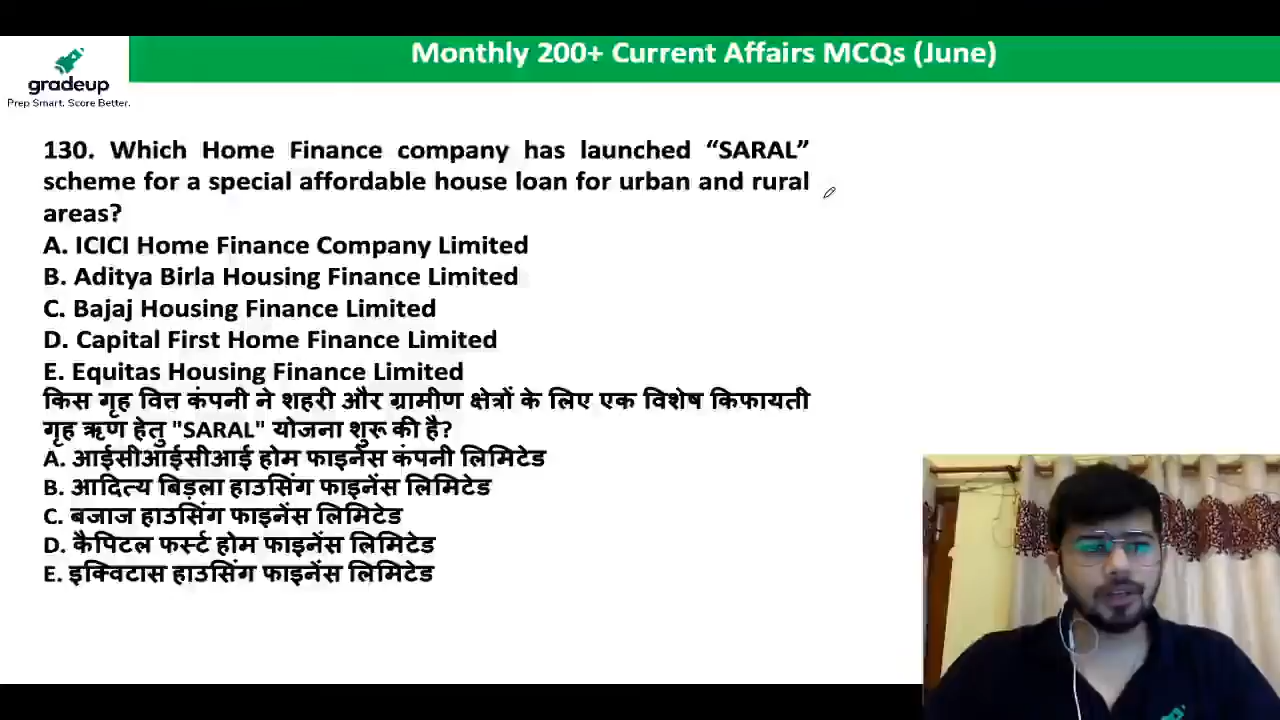 Monthly 200+ Current Affairs MCQs (June)
gradeup
Prep Smart. Score Better.
130. Which Home Finance company has launched “SARAL”
scheme for a special affordable house loan for urban and rural
areas?
A. ICICI Home Finance Company Limited
B. Aditya Birla Housing Finance Limited
C. Bajaj Housing Finance Limited
D. Capital First Home Finance Limited
E. Equitas Housing Finance Limited
किस गृह वित्त कंपनी ने शहरी और ग्रामीण क्षेत्रों के लिए एक विशेष किफायती
गृह ऋण हेतु "SARAL" योजना शुरू की है?
A. आईसीआईसीआई होम फाइनेंस कंपनी लिमिटेड
B. आदित्य बिड़ला हाउसिंग फाइनेंस लिमिटेड
C. बजाज हाउसिंग फाइनेंस लिमिटेड
D. कैपिटल फर्स्ट होम फाइनेंस लिमिटेड
E. इक्विटास हाउसिंग फाइनेंस लिमिटेड